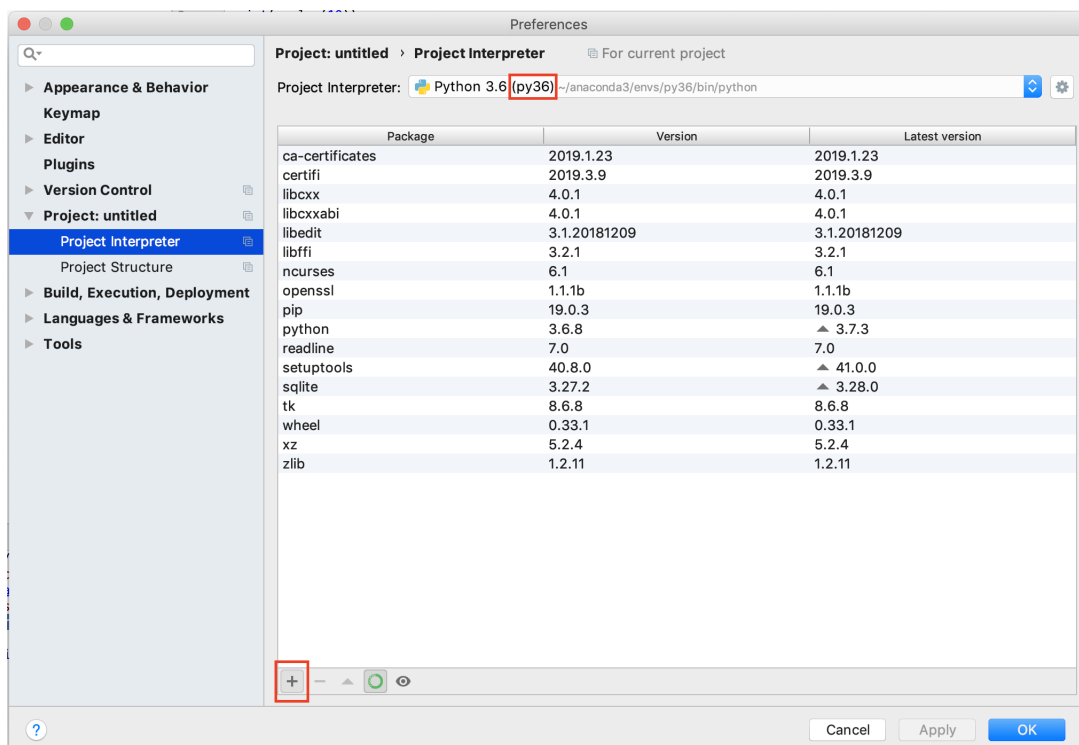 Preferences
Project: untitled › Project Interpreter For current project
Project Interpreter: Python 3.6 (py36) ~/anaconda3/envs/py36/bin/python
Appearance & Behavior
Keymap
Editor
Plugins
Version Control
Project: untitled
Project Interpreter
Project Structure
Build, Execution, Deployment
Languages & Frameworks
Tools
Package Version Latest version
ca-certificates 2019.1.23 2019.1.23
certifi 2019.3.9 2019.3.9
libcxx 4.0.1 4.0.1
libcxxabi 4.0.1 4.0.1
libedit 3.1.20181209 3.1.20181209
libffi 3.2.1 3.2.1
ncurses 6.1 6.1
openssl 1.1.1b 1.1.1b
pip 19.0.3 19.0.3
python 3.6.8 3.7.3
readline 7.0 7.0
setuptools 40.8.0 41.0.0
sqlite 3.27.2 3.28.0
tk 8.6.8 8.6.8
wheel 0.33.1 0.33.1
xz 5.2.4 5.2.4
zlib 1.2.11 1.2.11
? Cancel Apply OK